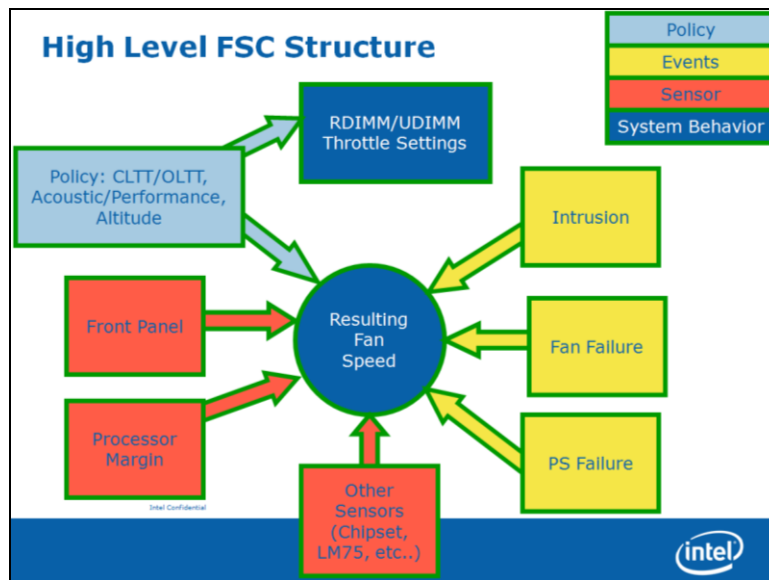 High Level FSC Structure
Policy
Events
Sensor
System Behavior
RDIMM/UDIMM
Throttle Settings
Policy: CLTT/OLTT,
Acoustic/Performance,
Altitude
Intrusion
Front Panel
Resulting
Fan
Speed
Fan Failure
Processor
Margin
PS Failure
Other
Sensors
(Chipset,
LM75, etc..)
Intel Confidential
intel